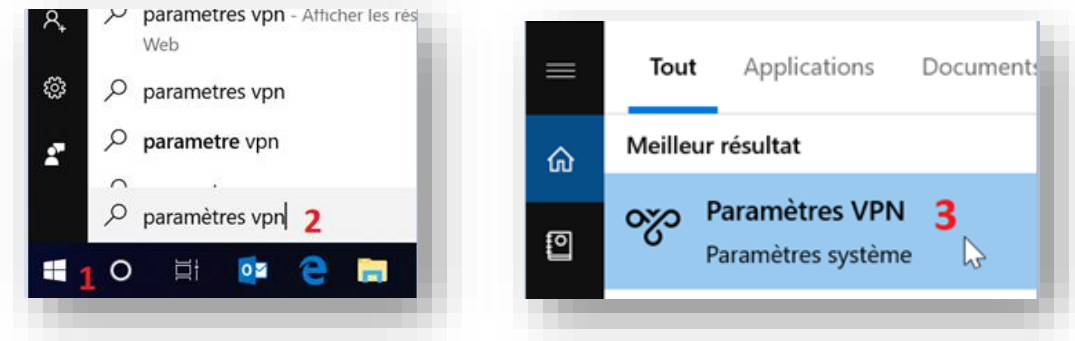 parametres vpn - Afficher les rés
Web
parametres vpn
parametre vpn
paramètres vpn 2
1
Tout Applications Documents
Meilleur résultat
Paramètres VPN 3
Paramètres système